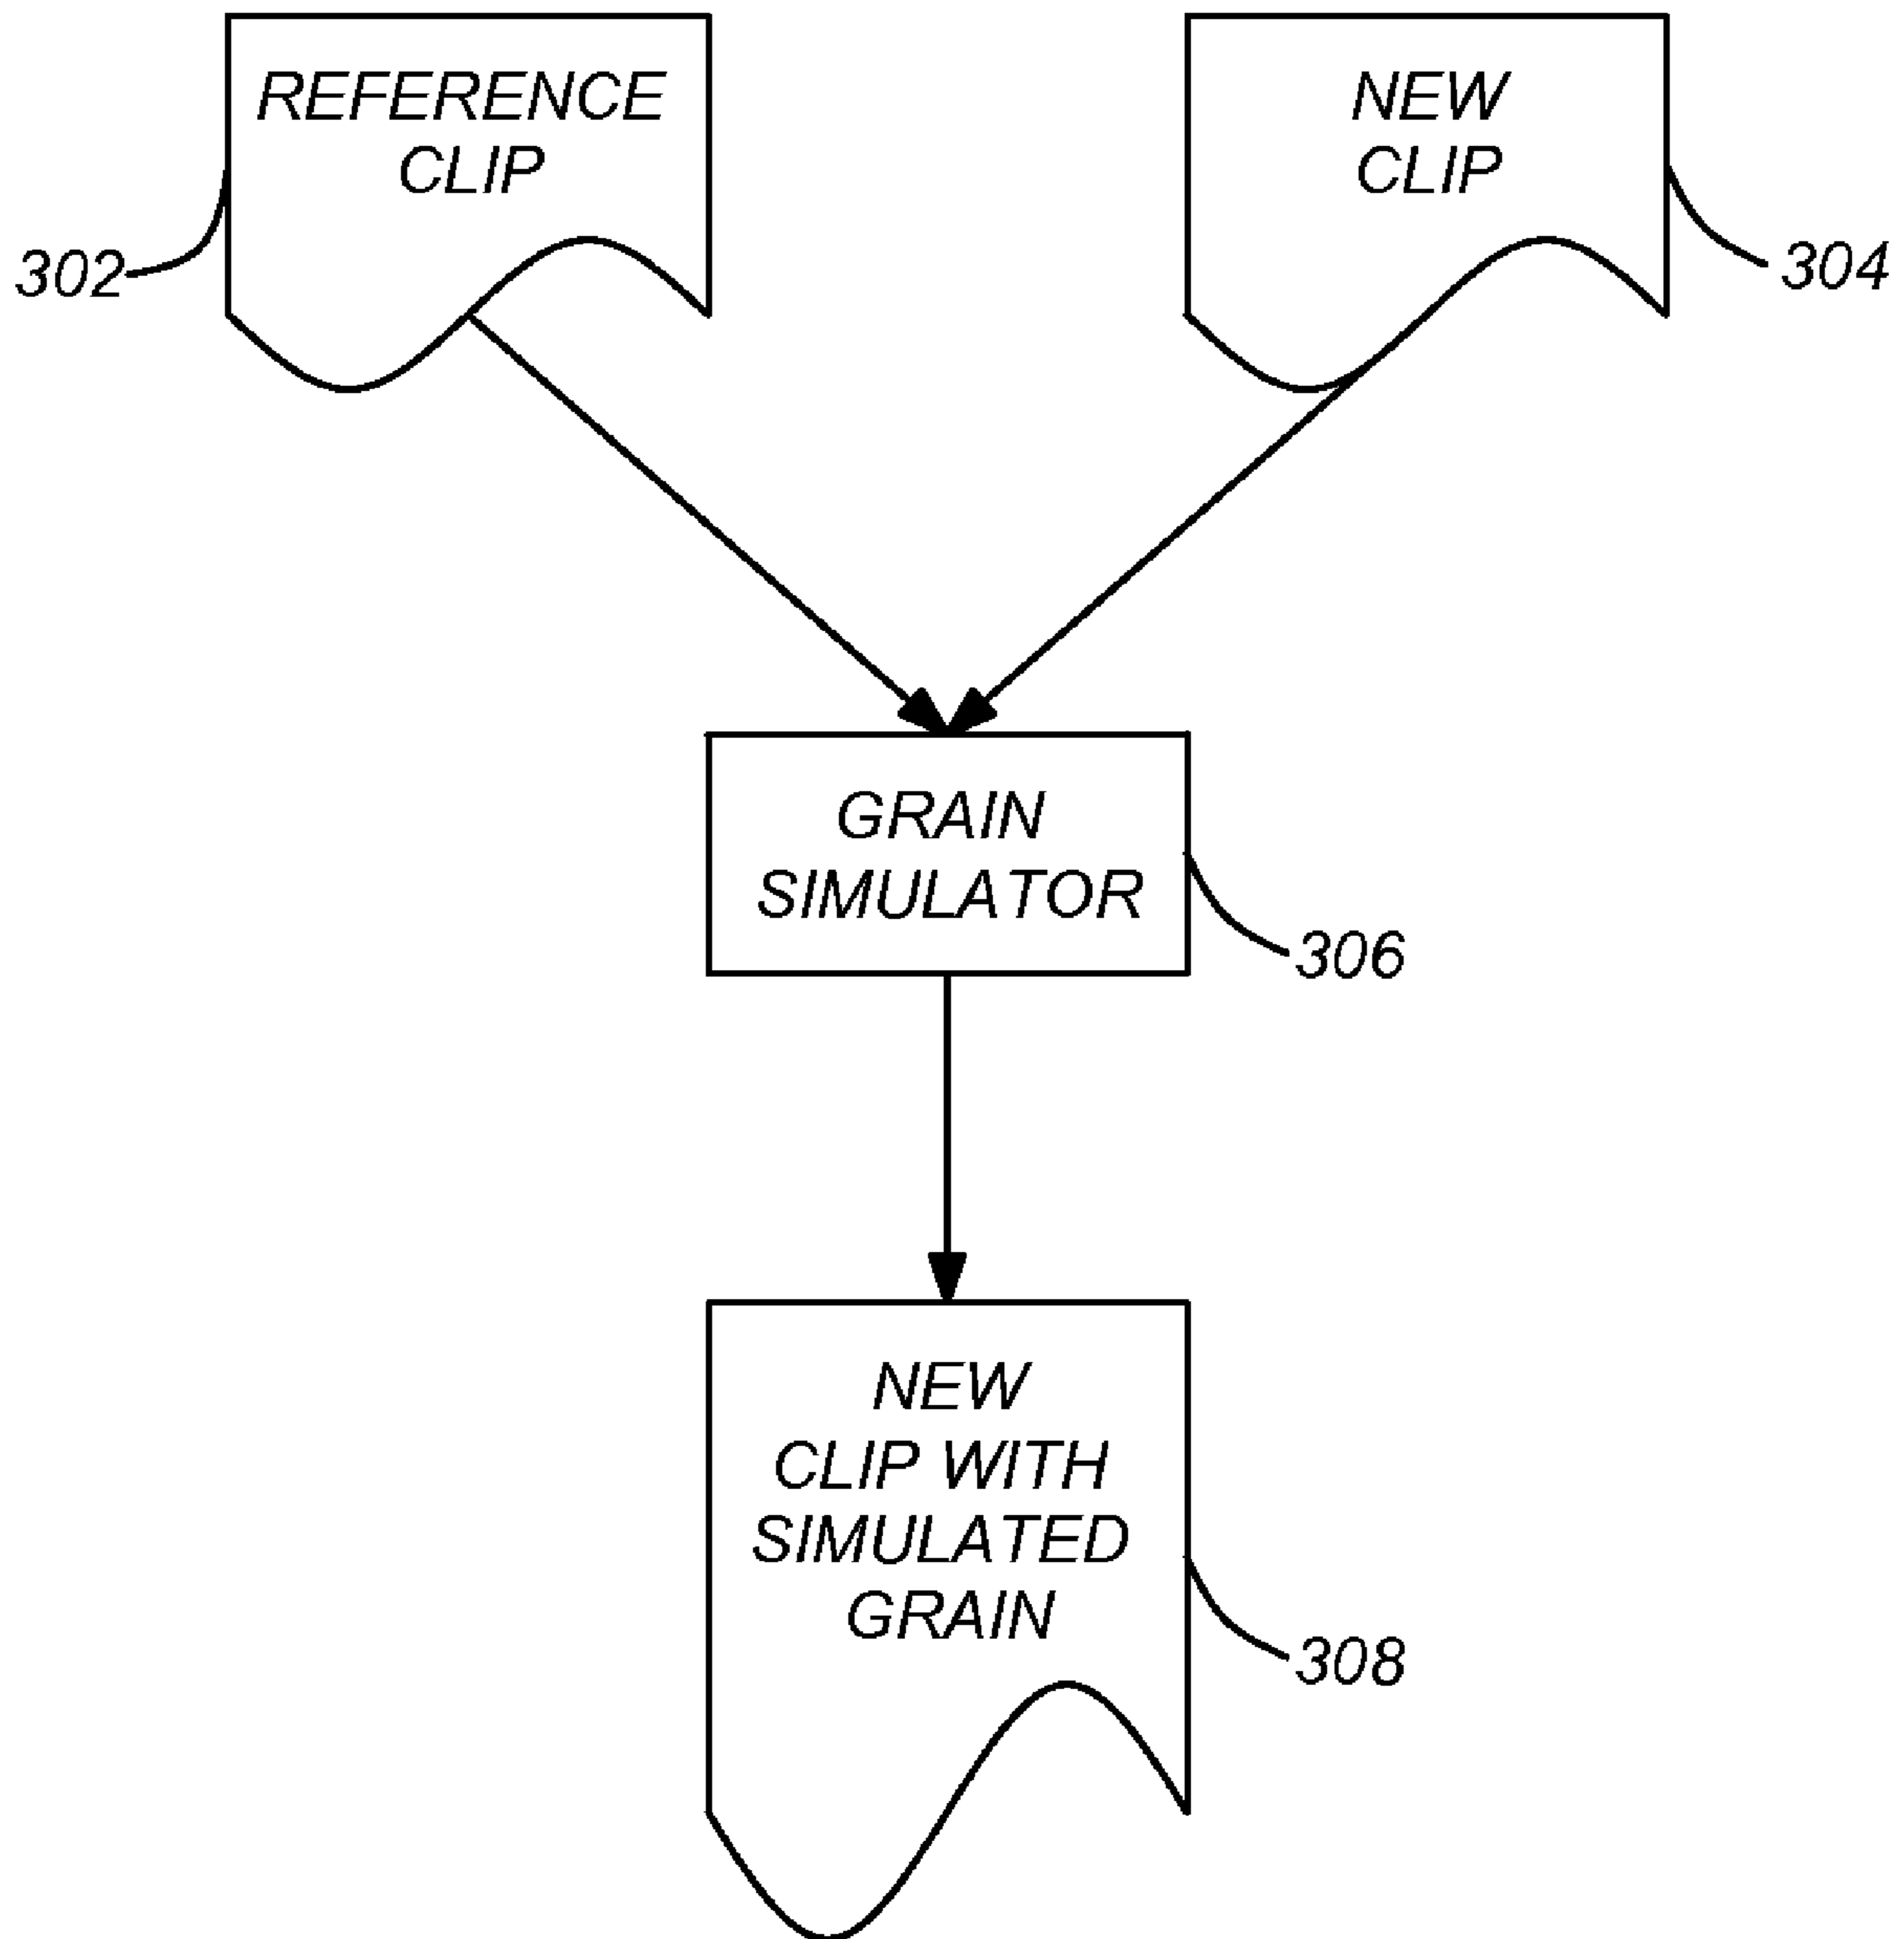 REFERENCE
CLIP
302
NEW
CLIP
304
GRAIN
SIMULATOR
306
NEW
CLIP WITH
SIMULATED
GRAIN
308